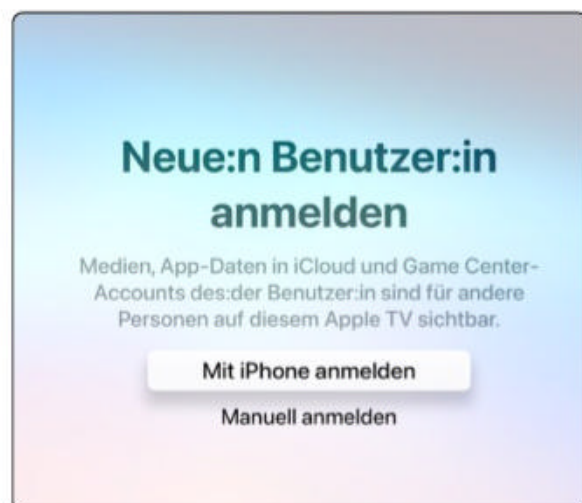 Neue:n Benutzer:in
anmelden
Medien, App-Daten in iCloud und Game Center-
Accounts des:der Benutzer:in sind für andere
Personen auf diesem Apple TV sichtbar.
Mit iPhone anmelden
Manuell anmelden